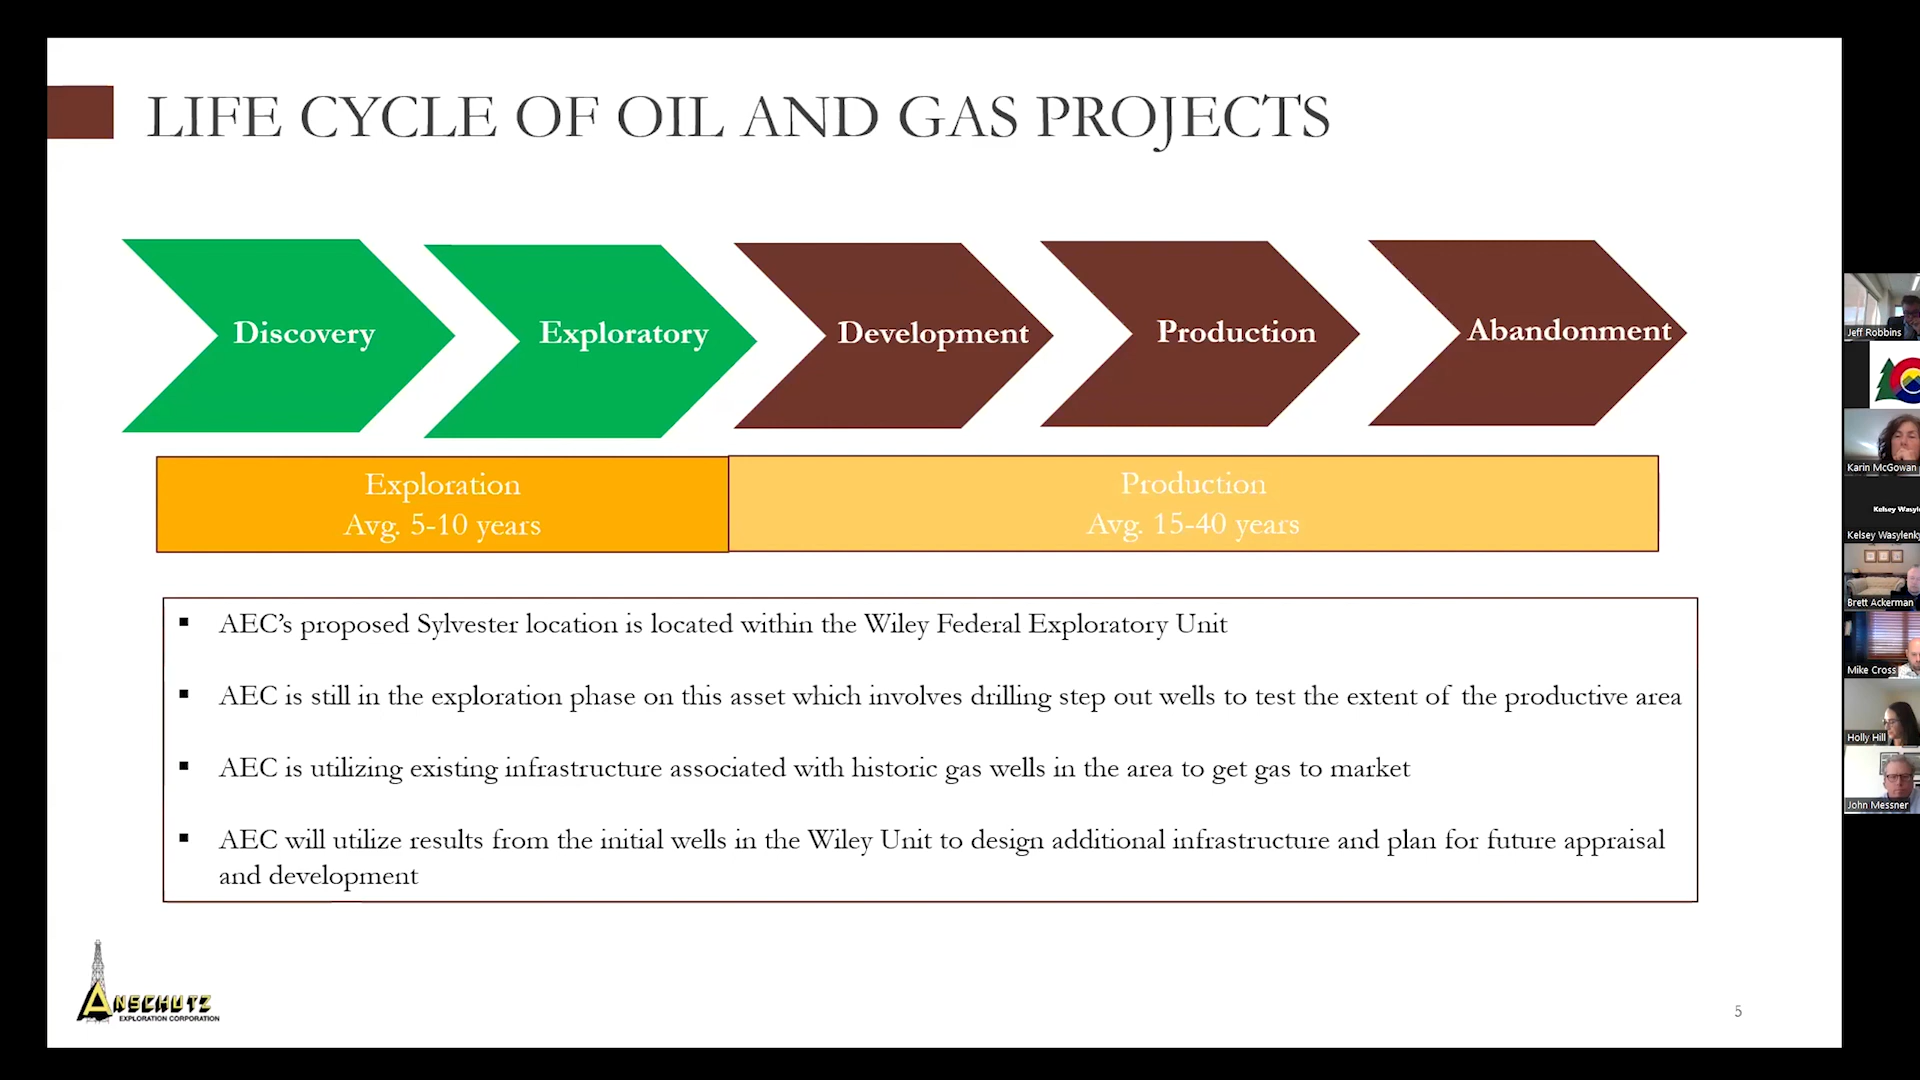 LIFE CYCLE OF OIL AND GAS PROJECTS
Discovery
Exploratory
Development
Production
Abandonment
Exploration
Avg. 5-10 years
Production
Avg. 15-40 years
▪ AEC’s proposed Sylvester location is located within the Wiley Federal Exploratory Unit
▪ AEC is still in the exploration phase on this asset which involves drilling step out wells to test the extent of the productive area
▪ AEC is utilizing existing infrastructure associated with historic gas wells in the area to get gas to market
▪ AEC will utilize results from the initial wells in the Wiley Unit to design additional infrastructure and plan for future appraisal
and development
ANSCHUTZ
EXPLORATION CORPORATION
5
Jeff Robbins
Karin McGowan
Kelsey Wasyle
Kelsey Wasylenky
Brett Ackerman
Mike Cross
Holly Hill
John Messner